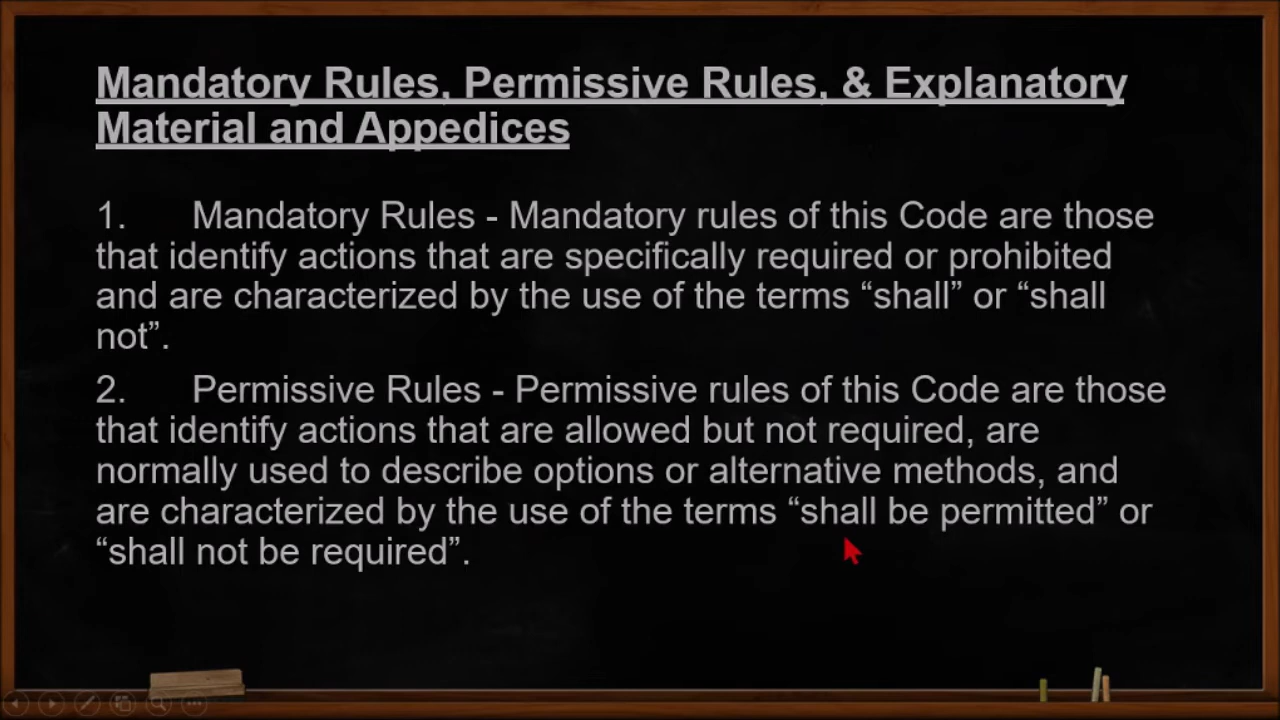 Mandatory Rules, Permissive Rules, & Explanatory
Material and Appedices
1. Mandatory Rules - Mandatory rules of this Code are those
that identify actions that are specifically required or prohibited
and are characterized by the use of the terms “shall” or “shall
not”.
2. Permissive Rules - Permissive rules of this Code are those
that identify actions that are allowed but not required, are
normally used to describe options or alternative methods, and
are characterized by the use of the terms “shall be permitted” or
“shall not be required”.